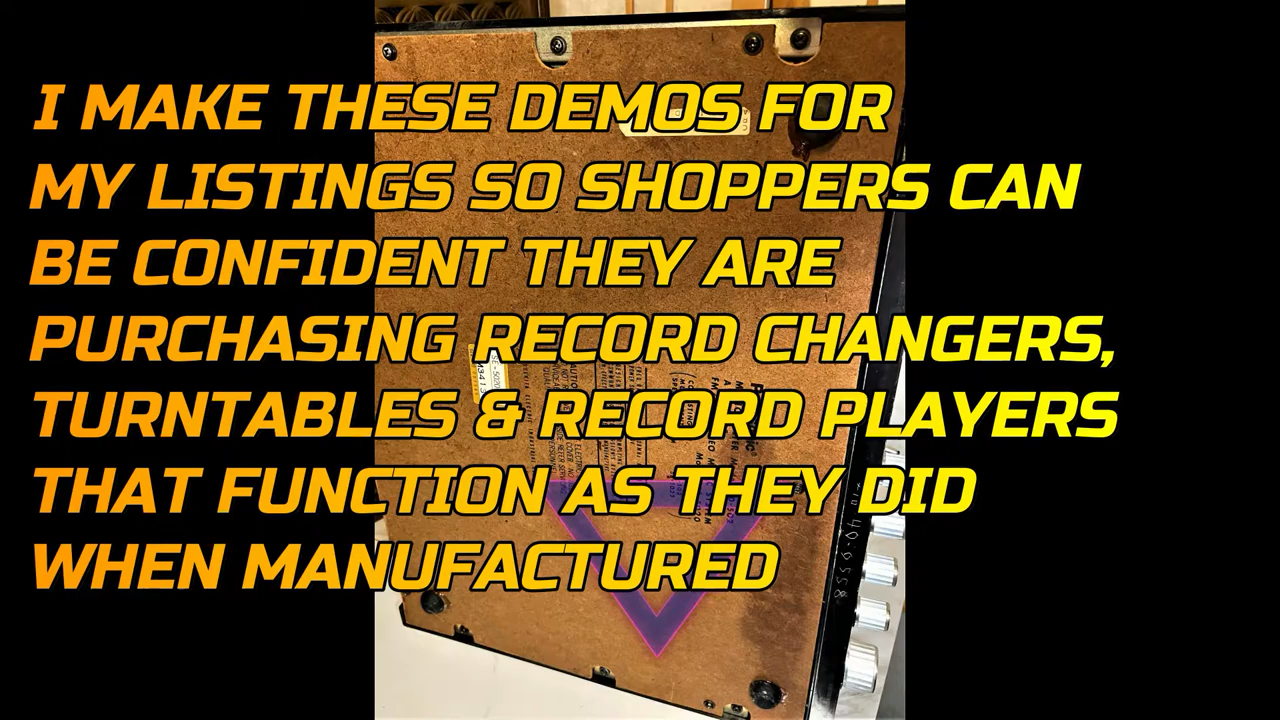 I MAKE THESE DEMOS FOR
MY LISTINGS SO SHOPPERS CAN
BE CONFIDENT THEY ARE
PURCHASING RECORD CHANGERS,
TURNTABLES & RECORD PLAYERS
THAT FUNCTION AS THEY DID
WHEN MANUFACTURED